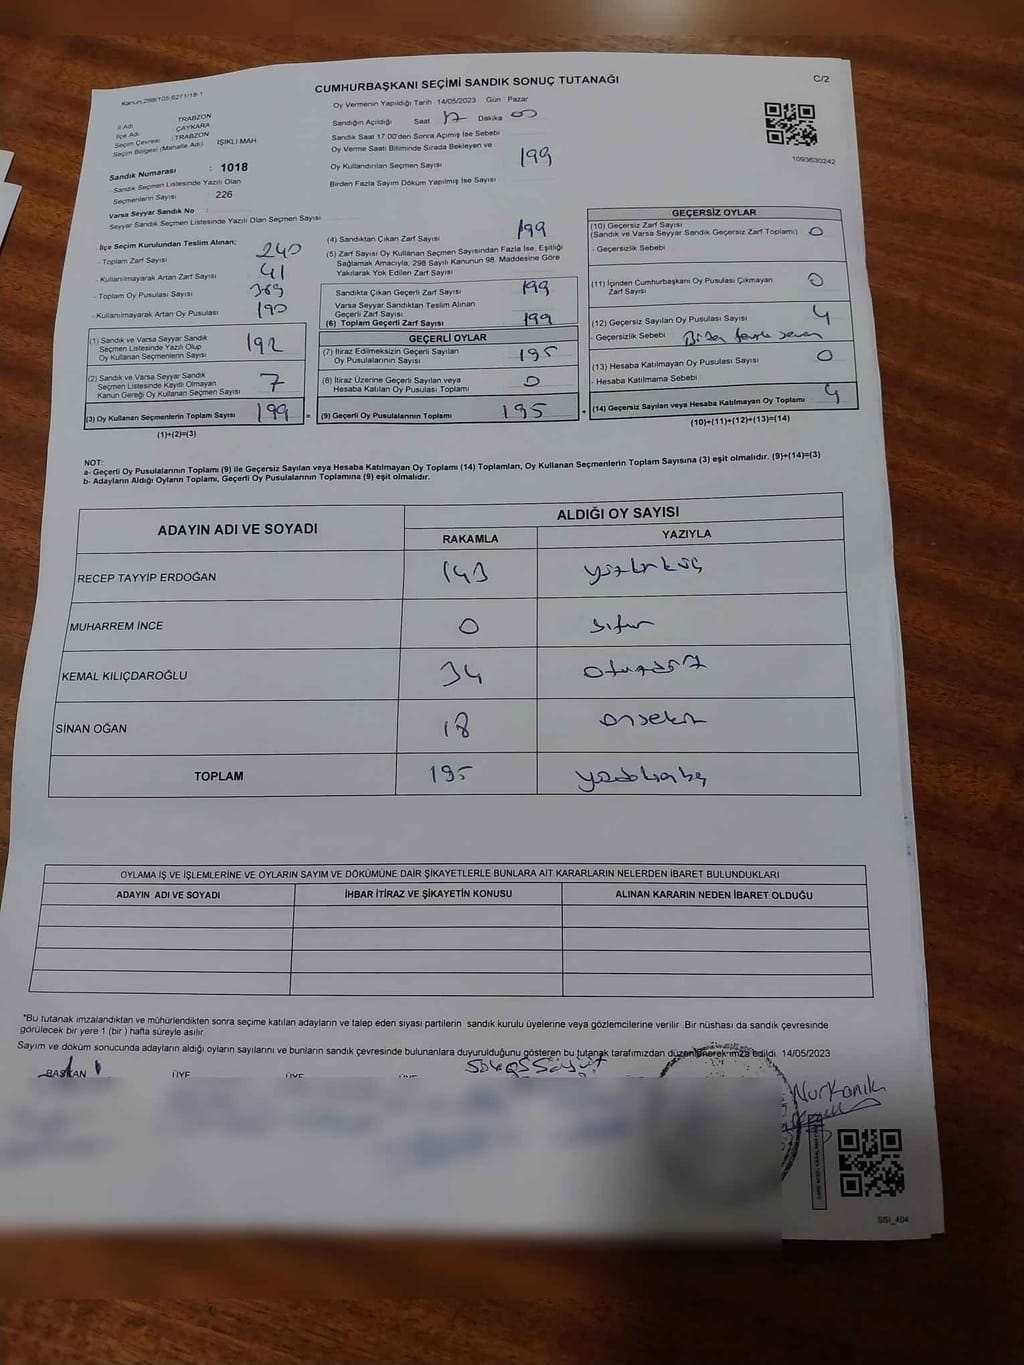 CUMHURBAŞKANI SEÇİMİ SANDIK SONUÇ TUTANAĞI
C/2
Kanun.298/105,6271/18-1
Oy Vermenin Yapıldığı Tarih 14/05/2023 Gün Pazar
İl Adı : TRABZON
İlçe Adı : ÇAYKARA
Seçim Çevresi : TRABZON
Seçim Bölgesi (Mahalle Adı) IŞIKLI MAH
Sandığın Açıldığı Saat 17 Dakika 00
Sandık Saat 17.00'den Sonra Açımış İse Sebebi
Oy Verme Saati Bitiminde Sırada Bekleyen ve
Oy Kullandırılan Seçmen Sayısı 199
Birden Fazla Sayım Döküm Yapılmış İse Sayısı
1093630242
Sandık Numarası : 1018
- Sandık Seçmen Listesinde Yazılı Olan
Seçmenlerin Sayısı : 226
Varsa Seyyar Sandık No :
- Seyyar Sandık Seçmen Listesinde Yazılı Olan Seçmen Sayısı
İlçe Seçim Kurulundan Teslim Alınan;
- Toplam Zarf Sayısı 240
- Kullanılmayarak Artan Zarf Sayısı 41
- Toplam Oy Pusulası Sayısı 389
- Kullanılmayarak Artan Oy Pusulası 190
(1) Sandık ve Varsa Seyyar Sandık
Seçmen Listesinde Yazılı Olup
Oy Kullanan Seçmenlerin Sayısı 192
(2) Sandık ve Varsa Seyyar Sandık
Seçmen Listesinde Kayıtlı Olmayan
Kanun Gereği Oy Kullanan Seçmen Sayısı 7
(3) Oy Kullanan Seçmenlerin Toplam Sayısı 199 =
(1)+(2)=(3)
(4) Sandıktan Çıkan Zarf Sayısı 199
(5) Zarf Sayısı Oy Kullanan Seçmen Sayısından Fazla İse, Eşitliği
Sağlamak Amacıyla, 298 Sayılı Kanunun 98. Maddesine Göre
Yakılarak Yok Edilen Zarf Sayısı
Sandıkta Çıkan Geçerli Zarf Sayısı 199
Varsa Seyyar Sandıktan Teslim Alınan
Geçerli Zarf Sayısı
(6) Toplam Geçerli Zarf Sayısı 199
GEÇERLİ OYLAR
(7) İtiraz Edilmeksizin Geçerli Sayılan
Oy Pusulalarının Sayısı 195
(8) İtiraz Üzerine Geçerli Sayılan veya
Hesaba Katılan Oy Pusulası Toplamı 0
(9) Geçerli Oy Pusulalarının Toplamı 195 +
GEÇERSİZ OYLAR
(10) Geçersiz Zarf Sayısı
(Sandık ve Varsa Seyyar Sandık Geçersiz Zarf Toplamı) 0
- Geçersizlik Sebebi
(11) İçinden Cumhurbaşkanı Oy Pusulası Çıkmayan
Zarf Sayısı 0
(12) Geçersiz Sayılan Oy Pusulası Sayısı 4
- Geçersizlik Sebebi
(13) Hesaba Katılmayan Oy Pusulası Sayısı 0
- Hesaba Katılmama Sebebi
(14) Geçersiz Sayılan veya Hesaba Katılmayan Oy Toplamı 4
(10)+(11)+(12)+(13)=(14)
NOT:
a- Geçerli Oy Pusulalarının Toplamı (9) ile Geçersiz Sayılan veya Hesaba Katılmayan Oy Toplamı (14) Toplamları, Oy Kullanan Seçmenlerin Toplam Sayısına (3) eşit olmalıdır. (9)+(14)=(3)
b- Adayların Aldığı Oyların Toplamı, Geçerli Oy Pusulalarının Toplamına (9) eşit olmalıdır.
ADAYIN ADI VE SOYADI
ALDIĞI OY SAYISI
RAKAMLA YAZIYLA
RECEP TAYYİP ERDOĞAN 143 yüzkırküç
MUHARREM İNCE 0 sıfır
KEMAL KILIÇDAROĞLU 34 otuzdört
SİNAN OĞAN 18 onsekiz
TOPLAM 195 yüzdoksanbeş
OYLAMA İŞ VE İŞLEMLERİNE VE OYLARIN SAYIM VE DÖKÜMÜNE DAİR ŞİKAYETLERLE BUNLARA AİT KARARLARIN NELERDEN İBARET BULUNDUKLARI
ADAYIN ADI VE SOYADI İHBAR İTİRAZ VE ŞİKAYETİN KONUSU ALINAN KARARIN NEDEN İBARET OLDUĞU
*Bu tutanak imzalandıktan ve mühürlendikten sonra seçime katılan adayların ve talep eden siyasi partilerin sandık kurulu üyelerine veya gözlemcilerine verilir. Bir nüshası da sandık çevresinde
görülecek bir yere 1 (bir ) hafta süreyle asılır.
Sayım ve döküm sonucunda adayların aldığı oyların sayılarını ve bunların sandık çevresinde bulunanlara duyurulduğunu gösteren bu tutanak tarafımızdan düzenlenerek imza edildi. 14/05/2023
BAŞKAN ÜYE ÜYE ÜYE
SSI_404